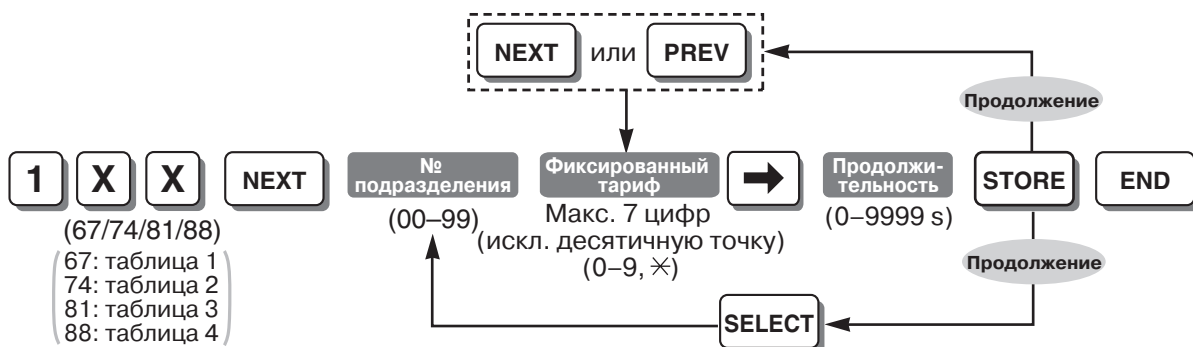 NEXT или PREV
Продолжение
1 X X NEXT № подразделения Фиксированный тариф ➡ Продолжи-тельность STORE END
(67/74/81/88)
67: таблица 1
74: таблица 2
81: таблица 3
88: таблица 4
(00–99)
Макс. 7 цифр
(искл. десятичную точку)
(0–9, ✳)
(0–9999 s)
Продолжение
SELECT